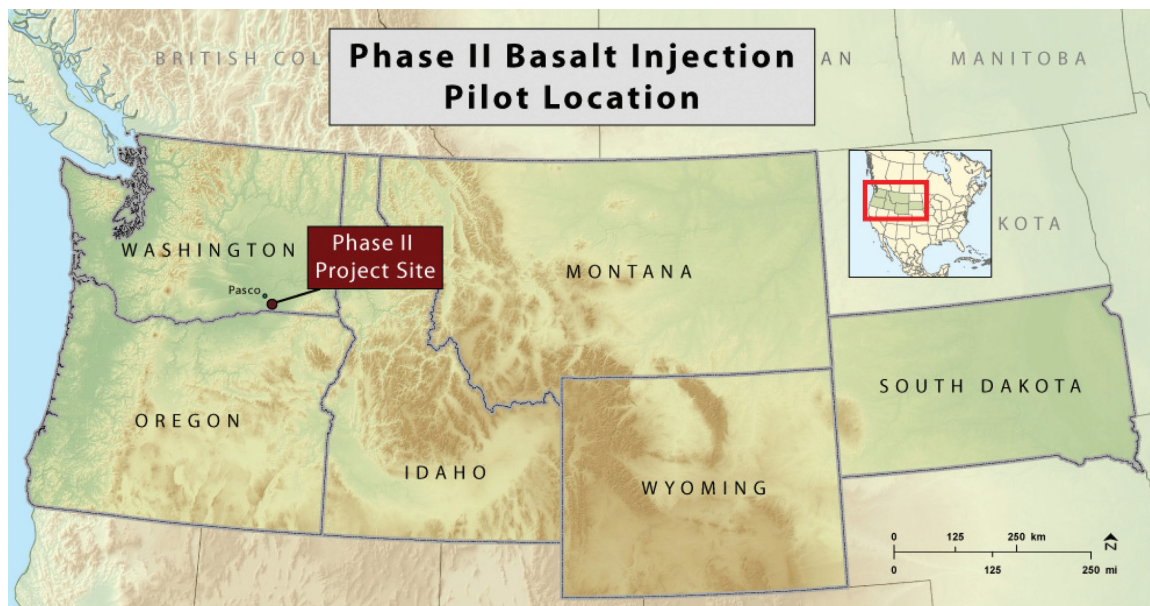 Phase II Basalt Injection
Pilot Location
BRITISH COL
AN
MANITOBA
KOTA
WASHINGTON
Phase II
Project Site
Pasco
MONTANA
OREGON
IDAHO
WYOMING
SOUTH DAKOTA
0 125 250 km
N
0 125 250 mi